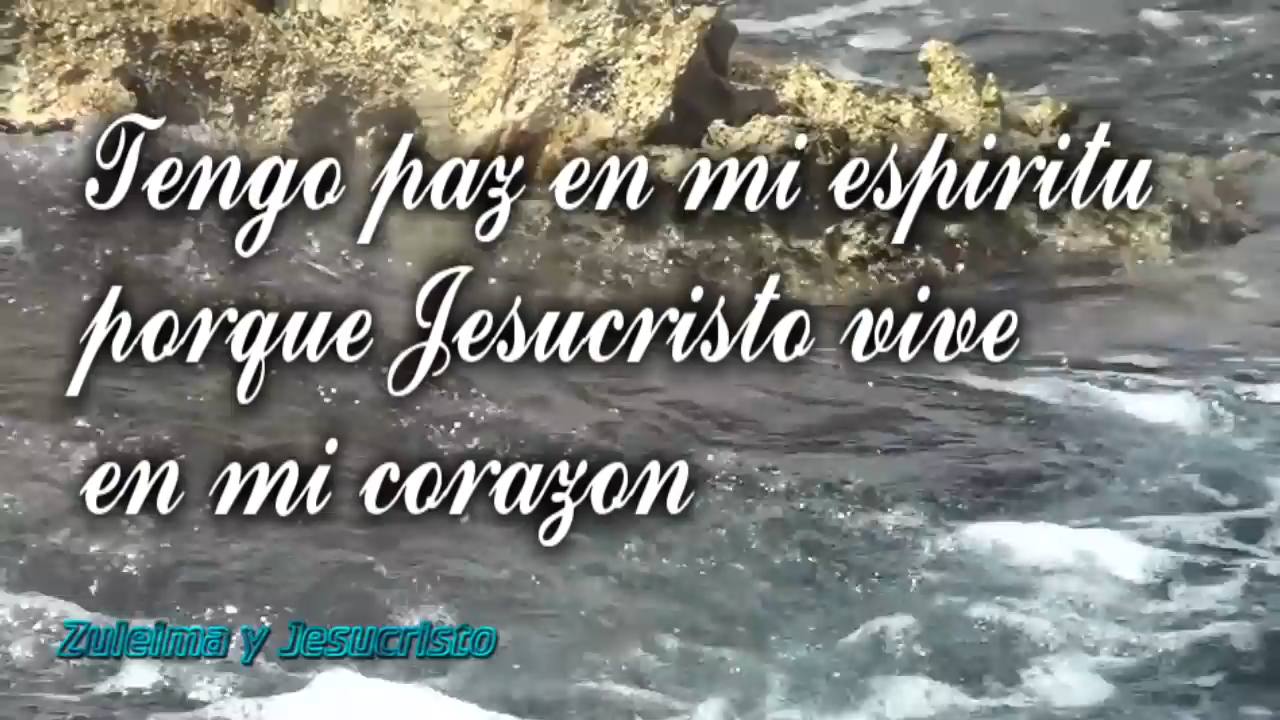 Tengo paz en mi espiritu
porque Jesucristo vive
en mi corazon
Zuleima y Jesucristo